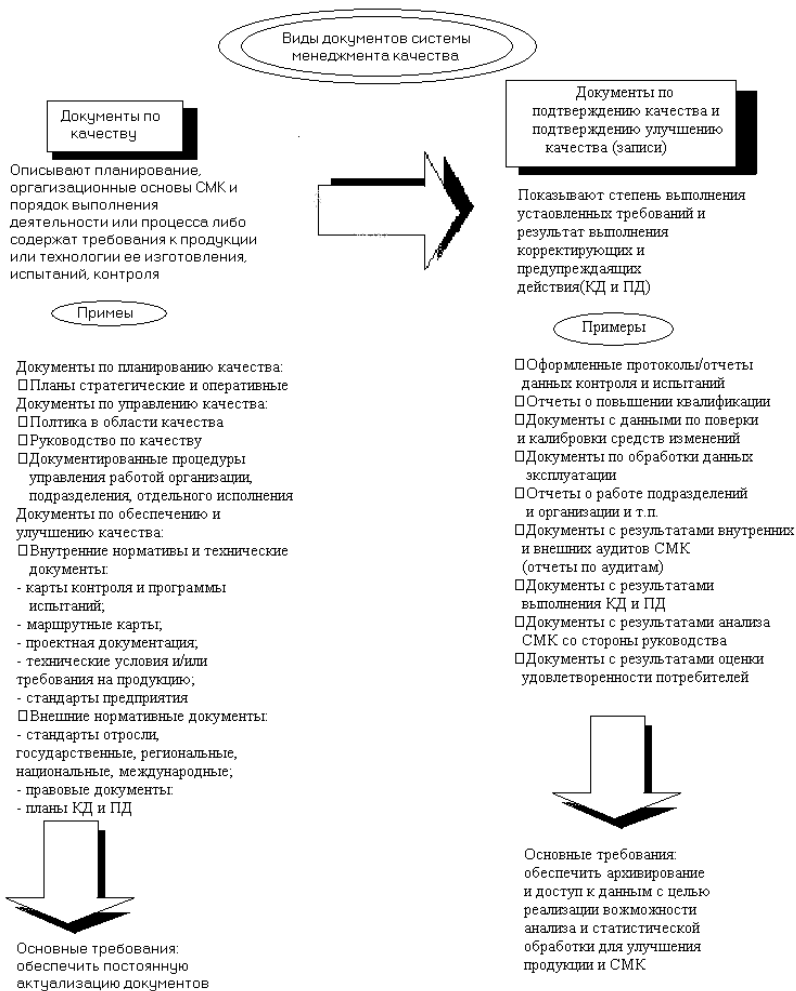 Виды документов системы
менеджмента качества
Документы по
качеству
Описывают планирование,
оргагизационные основы СМК и
порядок выполнения
деятельности или процесса либо
содержат требования к продукции
или технологии ее изготовления,
испытаний, контроля
Примеы
Документы по планированию качества:
Планы стратегические и оперативные
Документы по управлению качества:
Полтика в области качества
Руководство по качеству
Документированные процедуры
управления работой организации,
подразделения, отдельного исполнения
Документы по обеспечению и
улучшению качества:
Внутренние нормативы и технические
документы:
- карты контроля и программы
испытаний;
- маршрутные карты;
- проектная документация;
- технические условия и/или
требования на продукцию;
- стандарты предприятия
Внешние нормативные документы:
- стандарты отросли,
государственные, региональные,
национальные, международные;
- правовые документы:
- планы КД и ПД
Основные требования:
обеспечить постоянную
актуализацию документов
Документы по
подтверждению качества и
подтверждению улучшению
качества (записи)
Показывают степень выполнения
устаовленных требований и
результат выполнения
корректирующих и
предупреждаящих
действия(КД и ПД)
Примеры
Оформленные протоколы/отчеты
данных контроля и испытаний
Отчеты о повышении квалификации
Документы с данными по поверки
и калибровки средств изменений
Документы по обработки данных
эксплуатации
Отчеты о работе подразделений
и организации и т.п.
Документы с результатами внутренних
и внешних аудитов СМК
(отчеты по аудитам)
Документы с результатами
выполнения КД и ПД
Документы с результатами анализа
СМК со стороны руководства
Документы с результатами оценки
удовлетворенности потребителей
Основные требования:
обеспечить архивирование
и доступ к данным с целью
реализации вожможности
анализа и статистической
обработки для улучшения
продукции и СМК